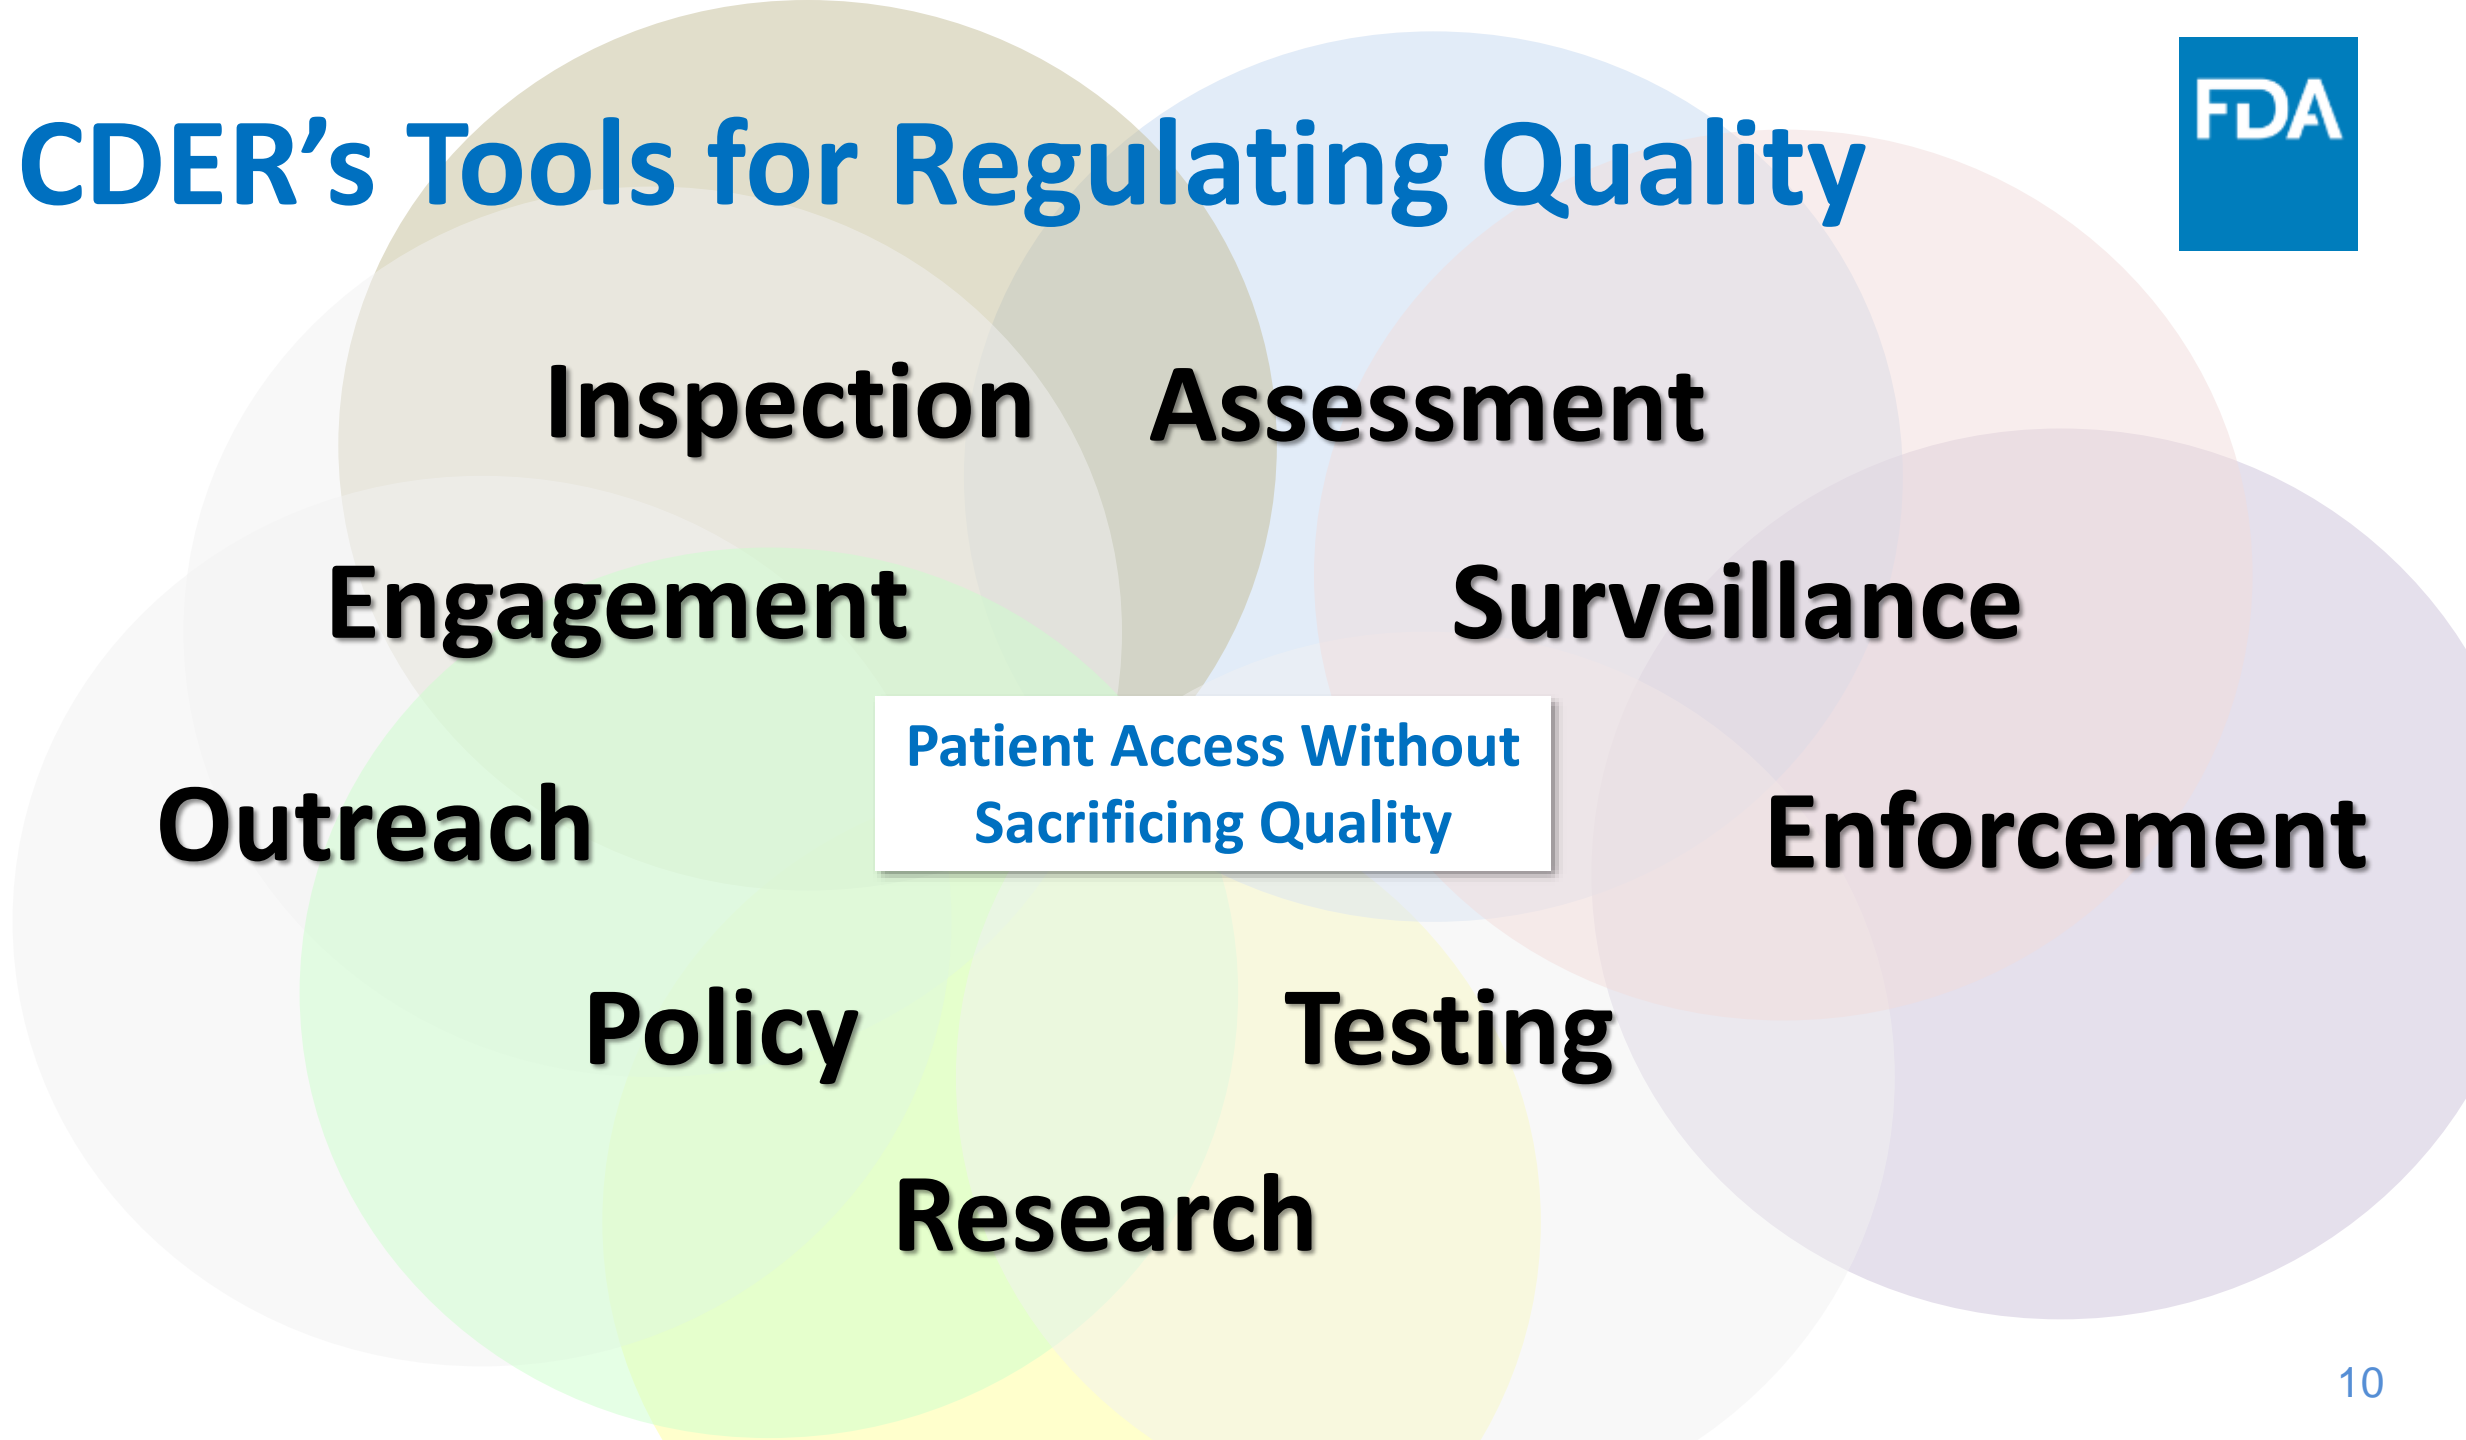 CDER’s Tools for Regulating Quality
FDA
Inspection
Assessment
Engagement
Surveillance
Patient Access Without
Sacrificing Quality
Outreach
Enforcement
Policy
Testing
Research
10